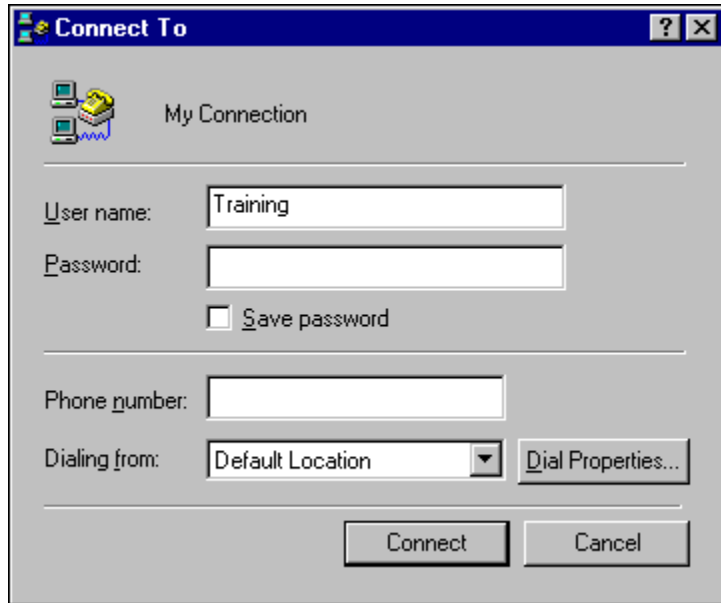 Connect To
My Connection
User name: Training
Password:
Save password
Phone number:
Dialing from: Default Location Dial Properties...
Connect Cancel